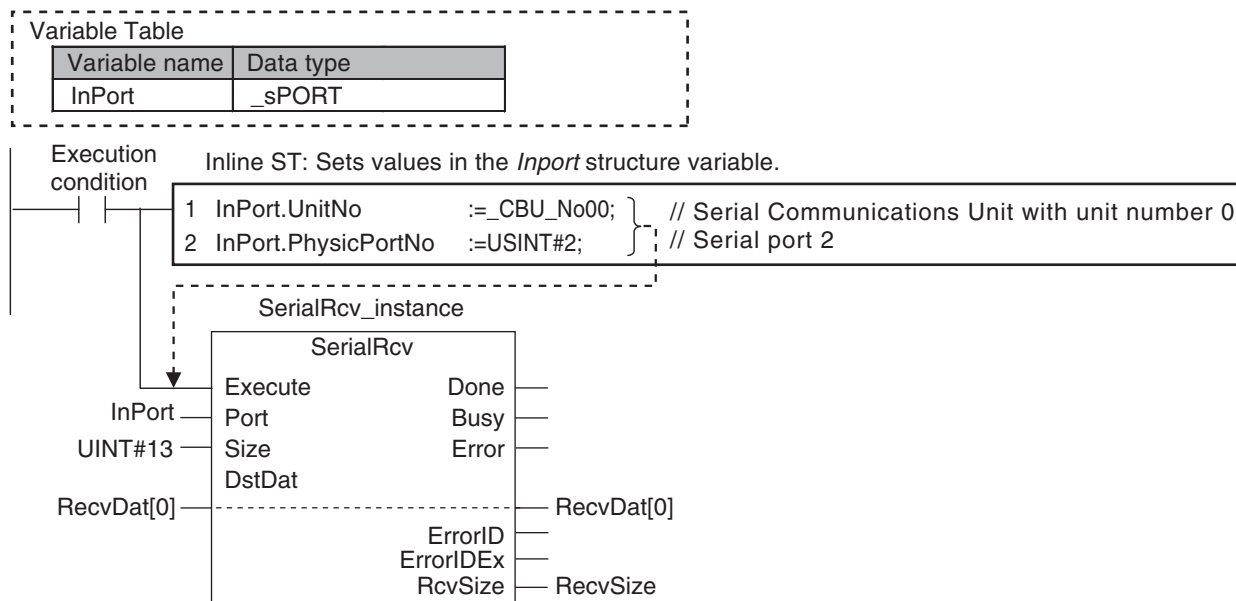 Variable Table
Variable name Data type
InPort _sPORT
Execution
condition
Inline ST: Sets values in the Inport structure variable.
1 InPort.UnitNo :=_CBU_No00; // Serial Communications Unit with unit number 0
2 InPort.PhysicPortNo :=USINT#2; // Serial port 2
SerialRcv_instance
SerialRcv
Execute Done
InPort Port Busy
UINT#13 Size Error
DstDat
RecvDat[0] RecvDat[0]
ErrorID
ErrorIDEx
RcvSize RecvSize